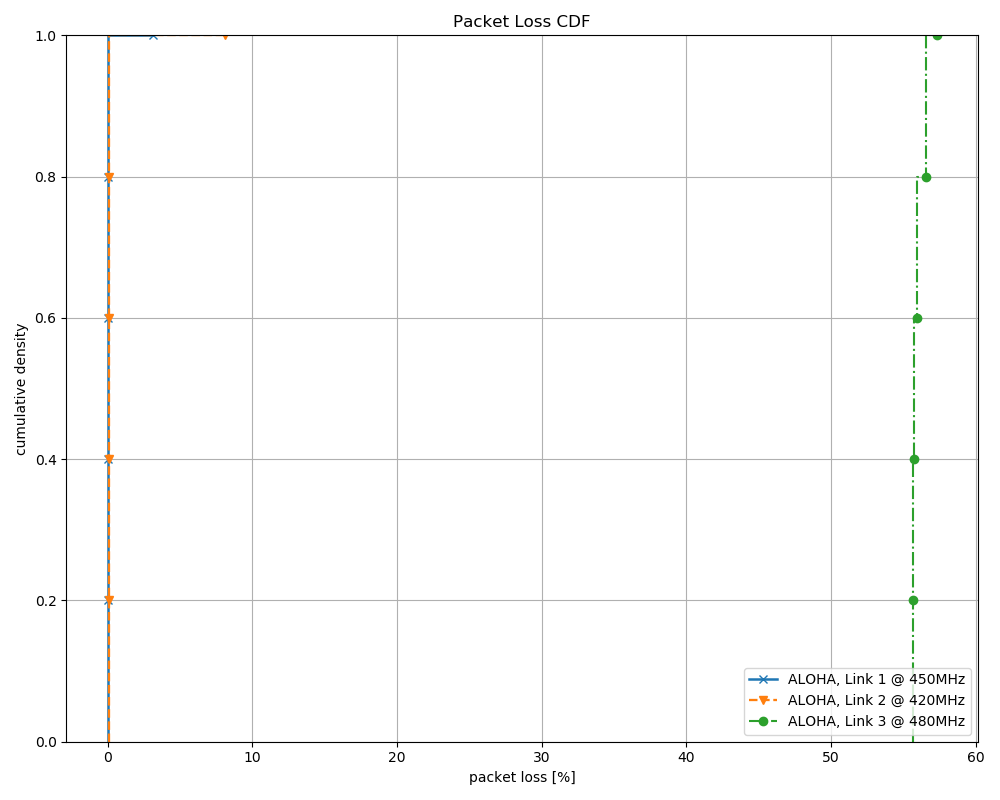 Packet Loss CDF
1.0
0.8
0.6
0.4
0.2
0.0
cumulative density
0 10 20 30 40 50 60
packet loss [%]
ALOHA, Link 1 @ 450MHz
ALOHA, Link 2 @ 420MHz
ALOHA, Link 3 @ 480MHz